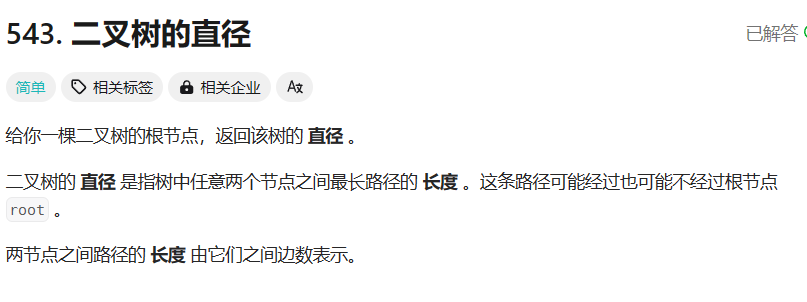 543. 二叉树的直径
已解答
简单 相关标签 相关企业 Aあ
给你一棵二叉树的根节点，返回该树的 直径 。
二叉树的 直径 是指树中任意两个节点之间最长路径的 长度 。这条路径可能经过也可能不经过根节点
root 。
两节点之间路径的 长度 由它们之间边数表示。